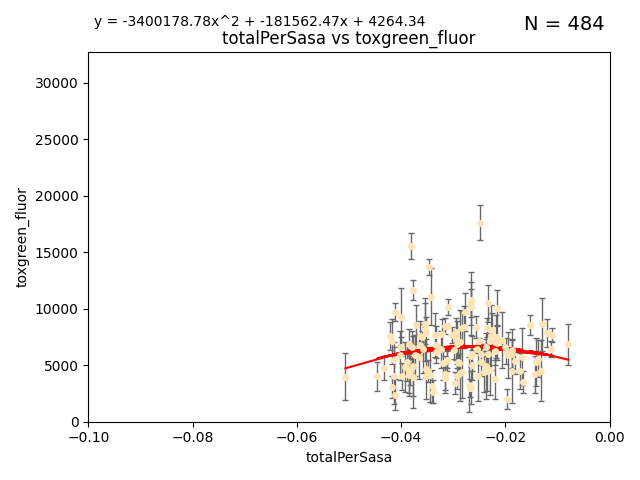 y = -3400178.78x^2 + -181562.47x + 4264.34
N = 484
totalPerSasa vs toxgreen_fluor
30000
25000
20000
15000
10000
5000
0
toxgreen_fluor
−0.10
−0.08
−0.06
−0.04
−0.02
0.00
totalPerSasa